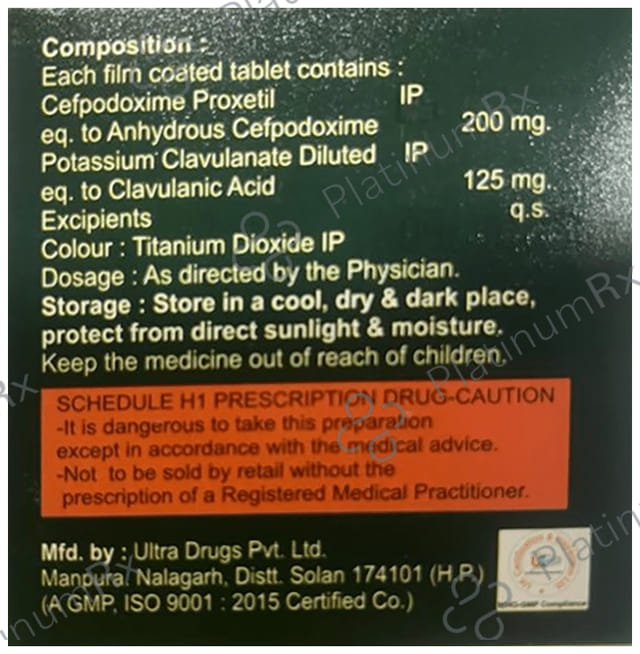 Composition :
Each film coated tablet contains :
Cefpodoxime Proxetil IP
eq. to Anhydrous Cefpodoxime 200 mg.
Potassium Clavulanate Diluted IP
eq. to Clavulanic Acid 125 mg.
Excipients q.s.
Colour : Titanium Dioxide IP
Dosage : As directed by the Physician.
Storage : Store in a cool, dry & dark place,
protect from direct sunlight & moisture.
Keep the medicine out of reach of children.
SCHEDULE H1 PRESCRIPTION DRUG-CAUTION
-It is dangerous to take this preparation
except in accordance with the medical advice.
-Not to be sold by retail without the
prescription of a Registered Medical Practitioner.
Mfd. by : Ultra Drugs Pvt. Ltd.
Manpura Nalagarh, Distt. Solan 174101 (H.P.)
(A GMP, ISO 9001 : 2015 Certified Co.)
WHO-GMP Compliance
PlatinumRx